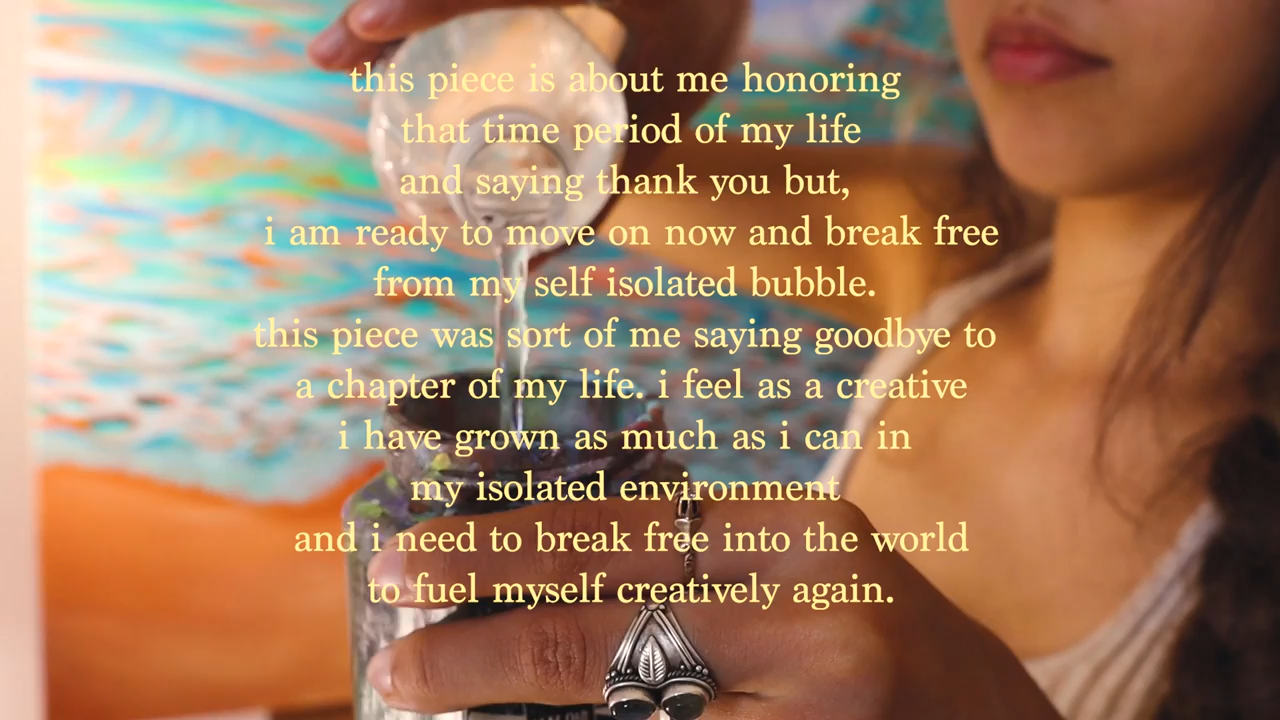 this piece is about me honoring
that time period of my life
and saying thank you but,
i am ready to move on now and break free
from my self isolated bubble.
this piece was sort of me saying goodbye to
a chapter of my life. i feel as a creative
i have grown as much as i can in
my isolated environment
and i need to break free into the world
to fuel myself creatively again.